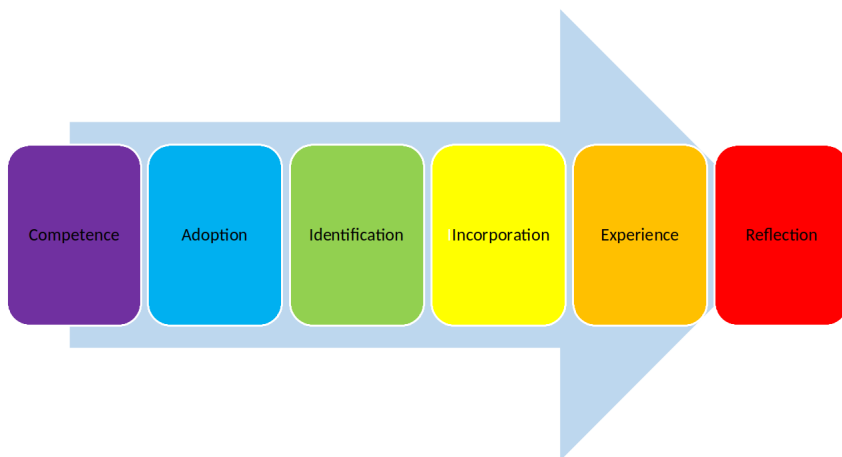 Competence
Adoption
Identification
Incorporation
Experience
Reflection